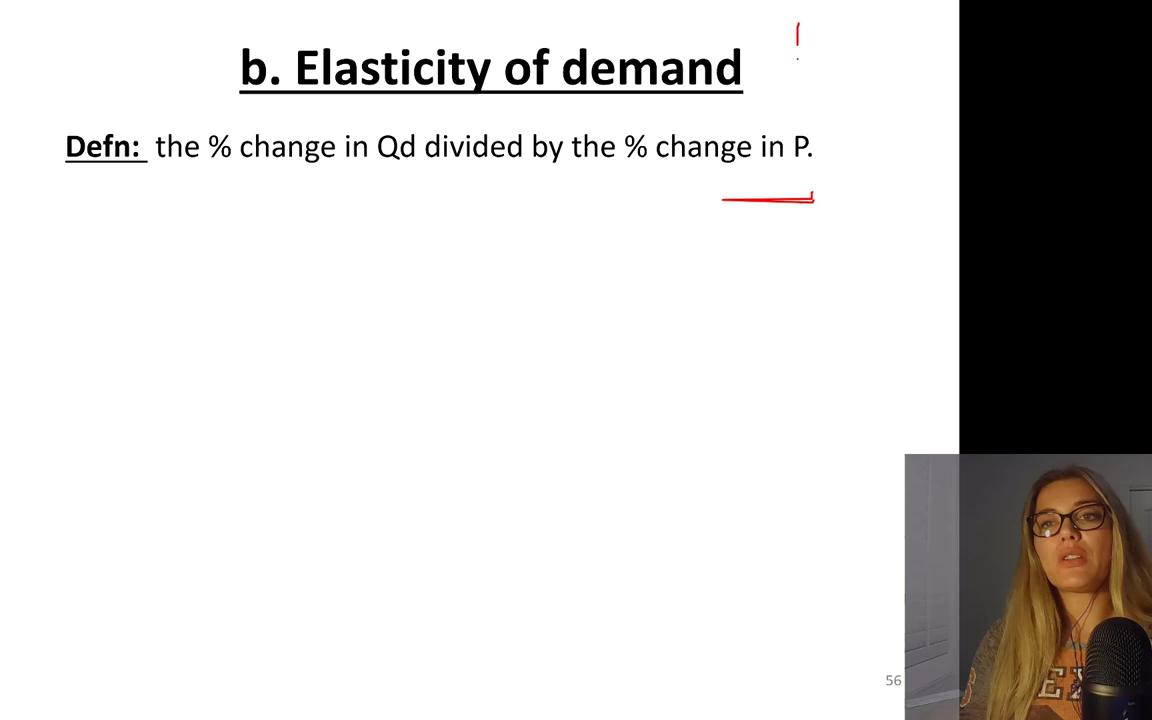 b. Elasticity of demand
Defn: the % change in Qd divided by the % change in P.
56